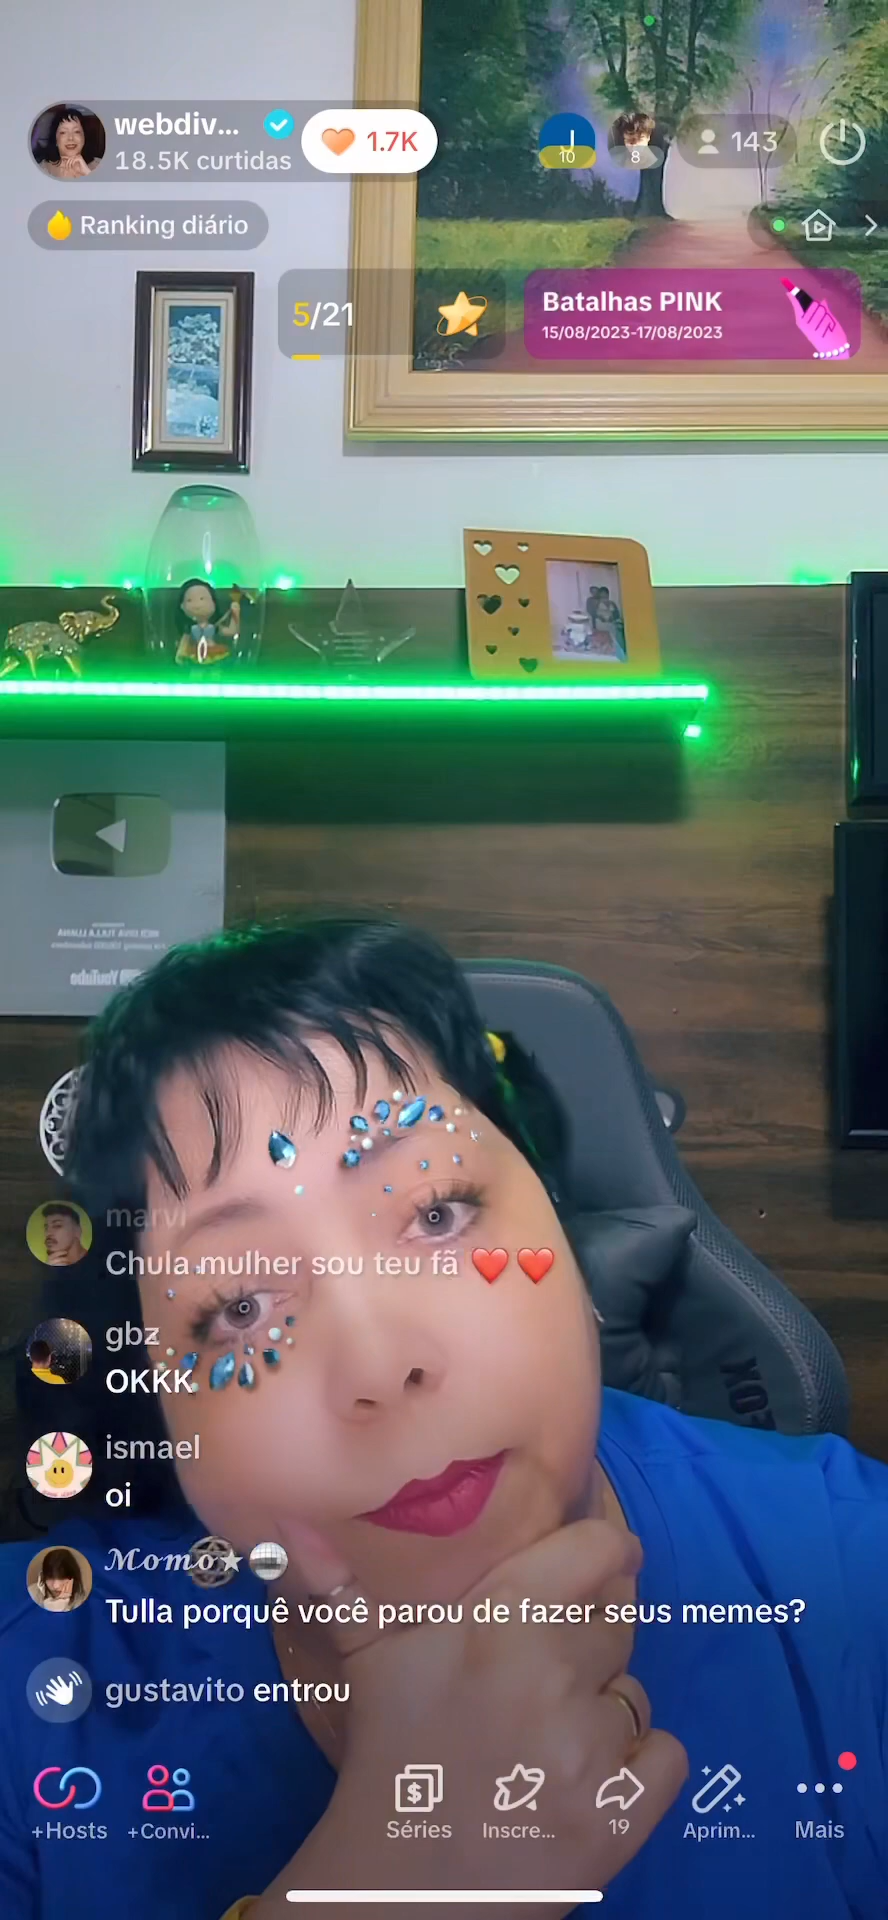 webdiv...
18.5K curtidas
1.7K
J
10
8
143
Ranking diário
5/21
Batalhas PINK
15/08/2023-17/08/2023
YouTube
marvi
Chula mulher sou teu fã ❤️❤️
gbz
OKKK
ismael
oi
𝓜𝓸𝓶𝓸★🪩
Tulla porquê você parou de fazer seus memes?
gustavito entrou
+Hosts
+Convi...
Séries
Inscre...
19
Aprim...
Mais